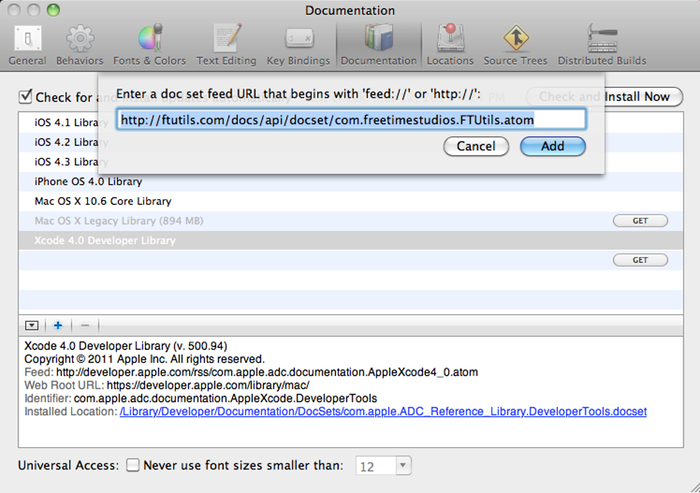 Documentation
General Behaviors Fonts & Colors Text Editing Key Bindings Documentation Locations Source Trees Distributed Builds
Enter a doc set feed URL that begins with 'feed://' or 'http://':
Check for and install updates automatically Check and Install Now
http://ftutils.com/docs/api/docset/com.freetimestudios.FTUtils.atom
Cancel Add
iOS 4.1 Library
iOS 4.2 Library
iOS 4.3 Library
iPhone OS 4.0 Library
Mac OS X 10.6 Core Library
Mac OS X Legacy Library (894 MB) GET
Xcode 4.0 Developer Library
GET
Xcode 4.0 Developer Library (v. 500.94)
Copyright © 2011 Apple Inc. All rights reserved.
Feed: http://developer.apple.com/rss/com.apple.adc.documentation.AppleXcode4_0.atom
Web Root URL: https://developer.apple.com/library/mac/
Identifier: com.apple.adc.documentation.AppleXcode.DeveloperTools
Installed Location: /Library/Developer/Documentation/DocSets/com.apple.ADC_Reference_Library.DeveloperTools.docset
Universal Access: Never use font sizes smaller than: 12